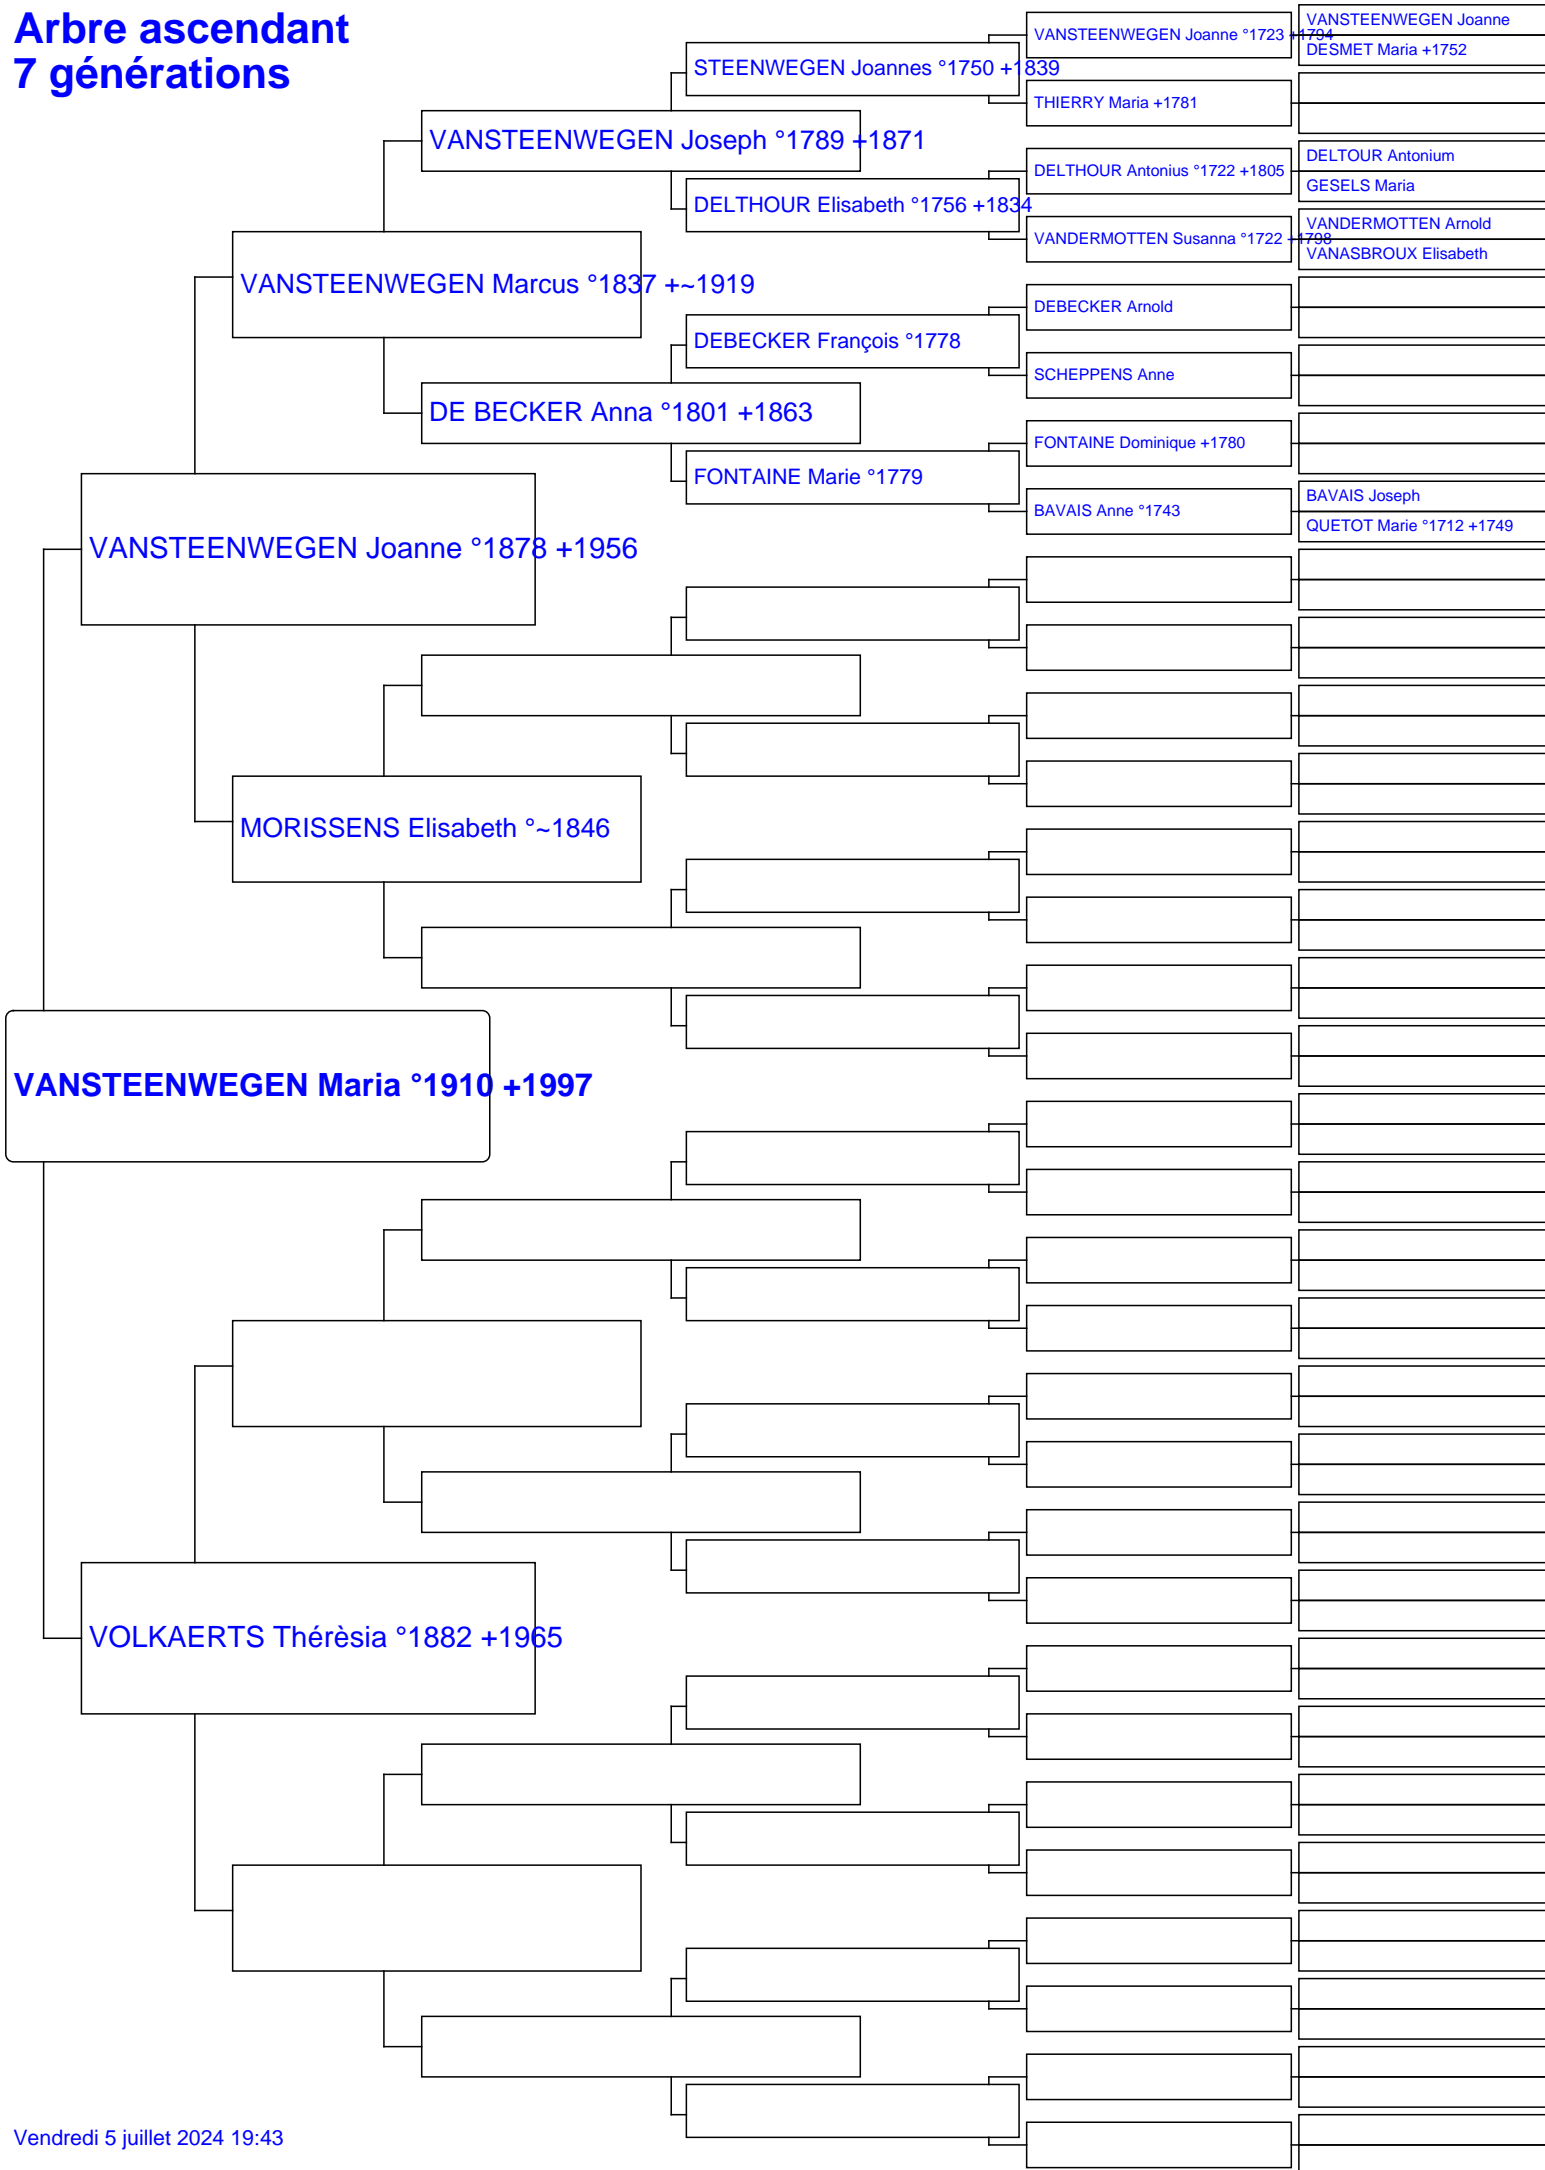 Arbre ascendant
7 générations
VANSTEENWEGEN Joanne °1723 +1794
VANSTEENWEGEN Joanne
DESMET Maria +1752
STEENWEGEN Joannes °1750 +1839
THIERRY Maria +1781
VANSTEENWEGEN Joseph °1789 +1871
DELTHOUR Antonius °1722 +1805
DELTOUR Antonium
GESELS Maria
DELTHOUR Elisabeth °1756 +1834
VANDERMOTTEN Susanna °1722 +1798
VANDERMOTTEN Arnold
VANASBROUX Elisabeth
VANSTEENWEGEN Marcus °1837 +~1919
DEBECKER Arnold
DEBECKER François °1778
SCHEPPENS Anne
DE BECKER Anna °1801 +1863
FONTAINE Dominique +1780
FONTAINE Marie °1779
BAVAIS Anne °1743
BAVAIS Joseph
QUETOT Marie °1712 +1749
VANSTEENWEGEN Joanne °1878 +1956
MORISSENS Elisabeth °~1846
VANSTEENWEGEN Maria °1910 +1997
VOLKAERTS Thérèsia °1882 +1965
Vendredi 5 juillet 2024 19:43